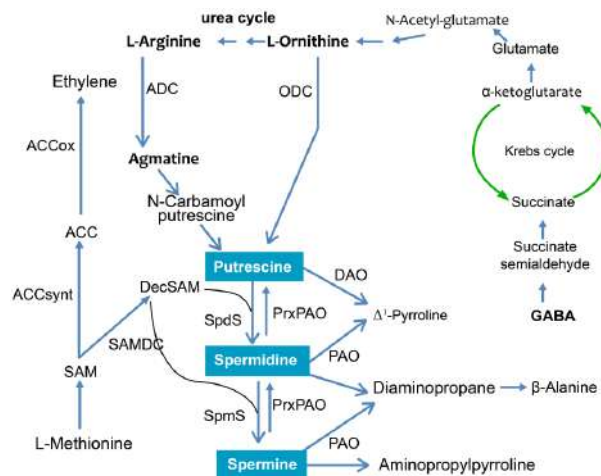 urea cycle
L-Arginine
L-Ornithine
N-Acetyl-glutamate
Glutamate
α-ketoglutarate
Krebs cycle
Succinate
Succinate
semialdehyde
GABA
Ethylene
ADC
ODC
ACCox
Agmatine
N-Carbamoyl
putrescine
ACC
Putrescine
DecSAM
DAO
ACCsynt
SpdS
PrxPAO
Δ¹-Pyrroline
SAMDC
Spermidine
PAO
SAM
Diaminopropane
β-Alanine
SpmS
PrxPAO
L-Methionine
PAO
Spermine
Aminopropylpyrroline